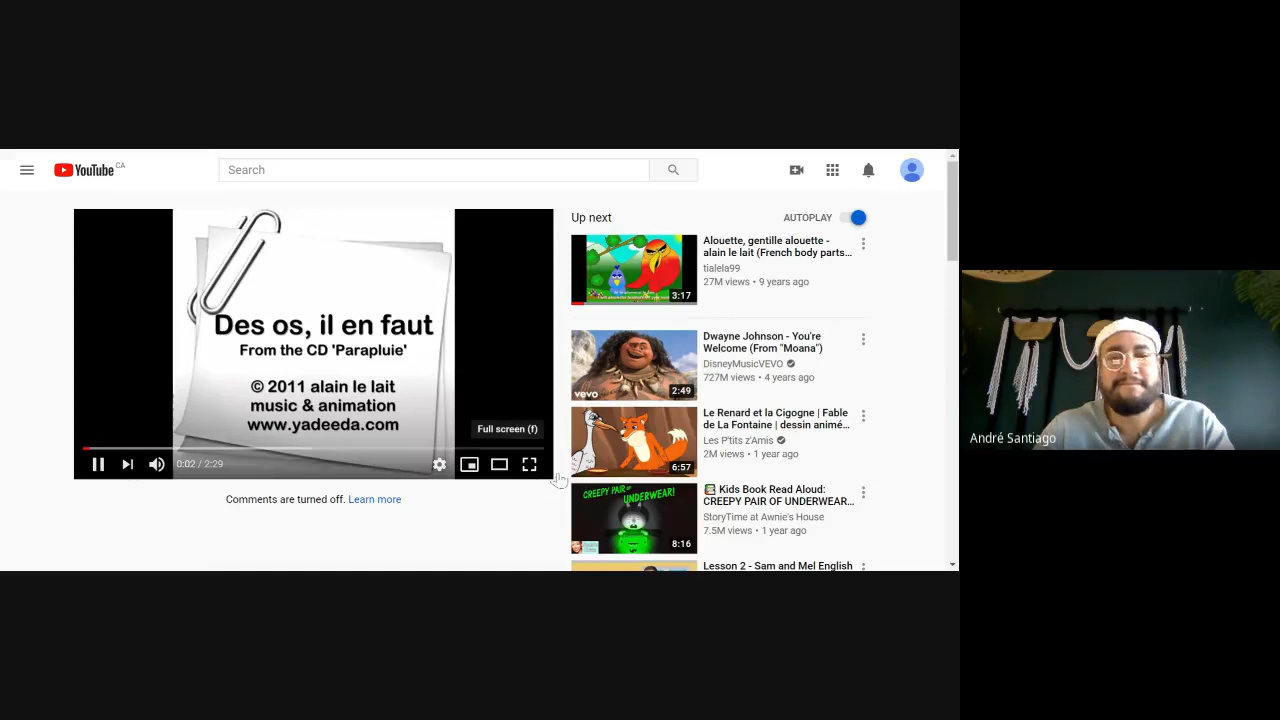 YouTube CA
Search
Des os, il en faut
From the CD 'Parapluie'
© 2011 alain le lait
music & animation
www.yadeeda.com
Full screen (f)
0:02 / 2:29
Comments are turned off. Learn more
Up next
AUTOPLAY
3:17
Alouette, gentille alouette -
alain le lait (French body parts...
tialela99
27M views • 9 years ago
vevo
2:49
Dwayne Johnson - You're
Welcome (From "Moana")
DisneyMusicVEVO
727M views • 4 years ago
6:57
Le Renard et la Cigogne | Fable
de La Fontaine | dessin animé...
Les P'tits z'Amis
2M views • 1 year ago
CREEPY PAIR OF
UNDERWEAR!
8:16
Kids Book Read Aloud:
CREEPY PAIR OF UNDERWEAR...
StoryTime at Awnie's House
7.5M views • 1 year ago
Lesson 2 - Sam and Mel English
André Santiago